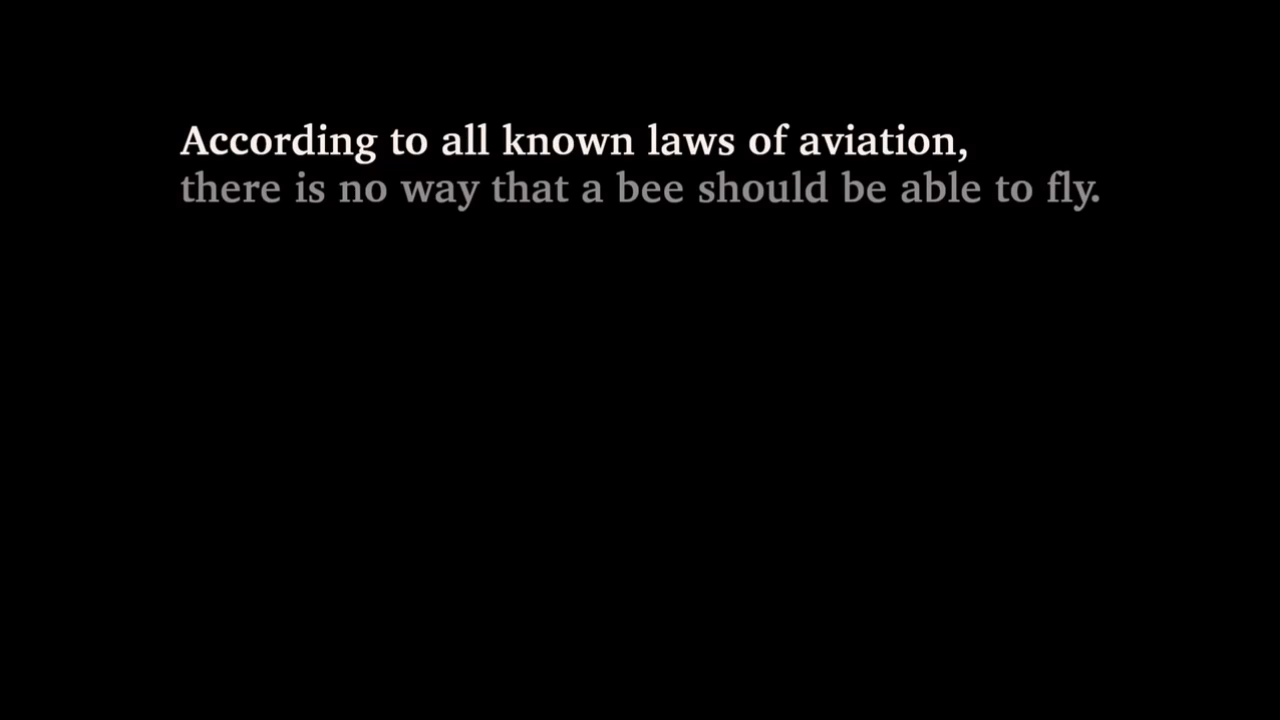 According to all known laws of aviation,
there is no way that a bee should be able to fly.